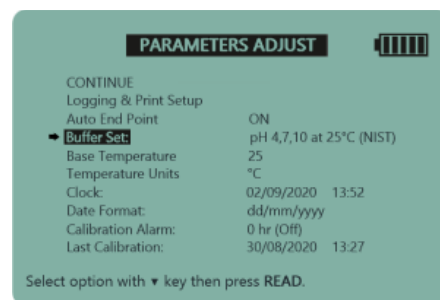 PARAMETERS ADJUST
CONTINUE
Logging & Print Setup
Auto End Point ON
➡ Buffer Set: pH 4,7,10 at 25°C (NIST)
Base Temperature 25
Temperature Units °C
Clock: 02/09/2020 13:52
Date Format: dd/mm/yyyy
Calibration Alarm: 0 hr (Off)
Last Calibration: 30/08/2020 13:27
Select option with ▼ key then press READ.